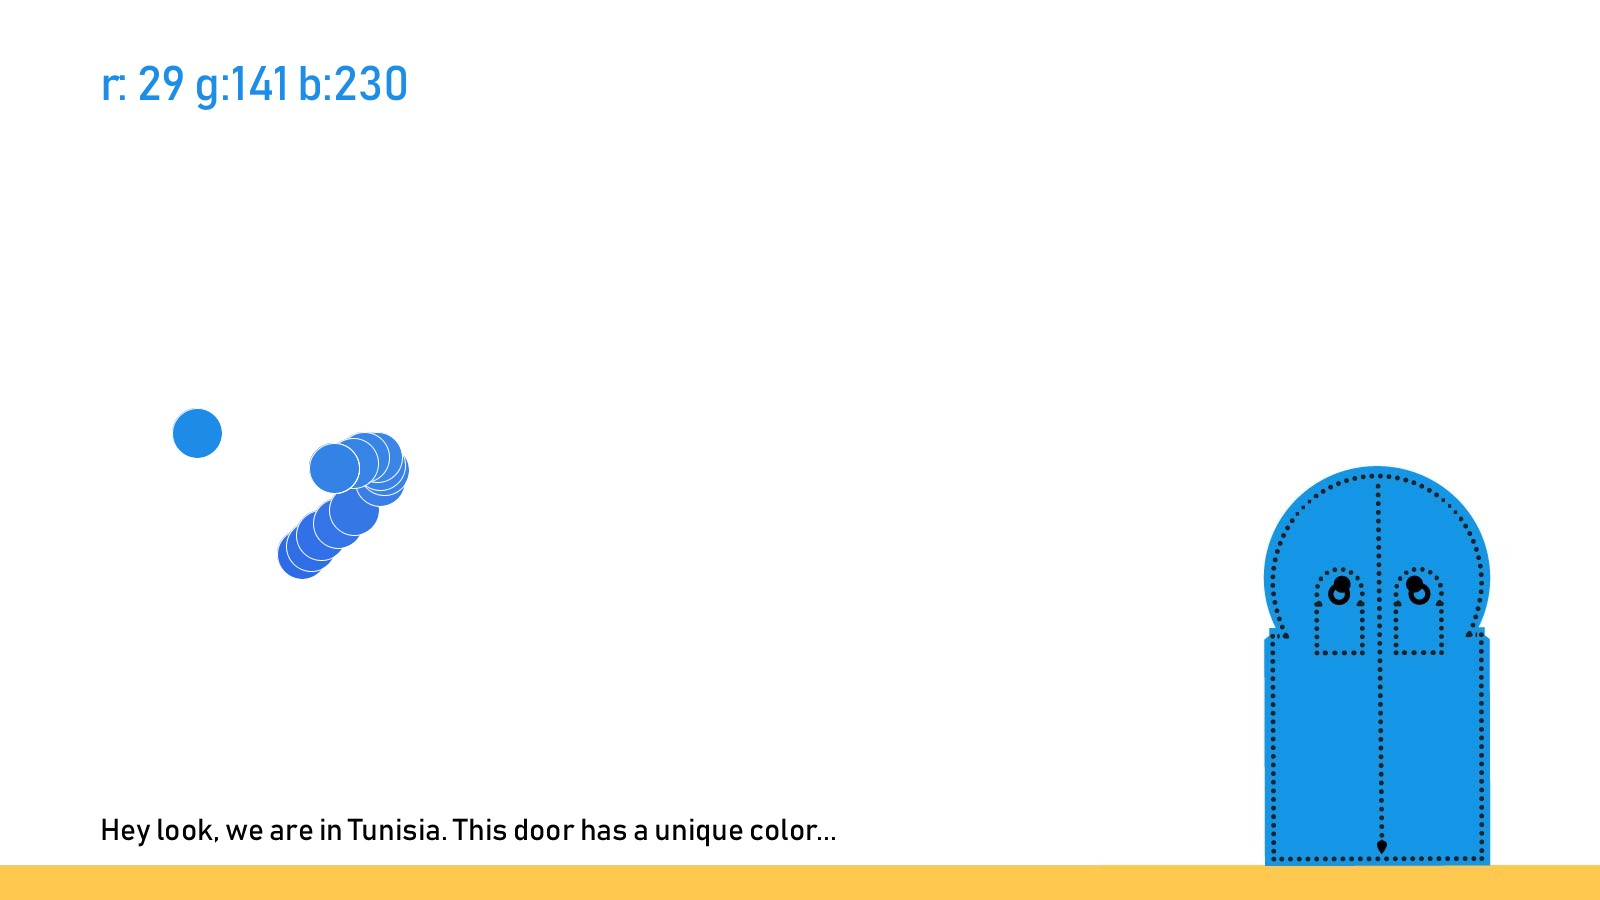 r: 29 g:141 b:230
Hey look, we are in Tunisia. This door has a unique color...